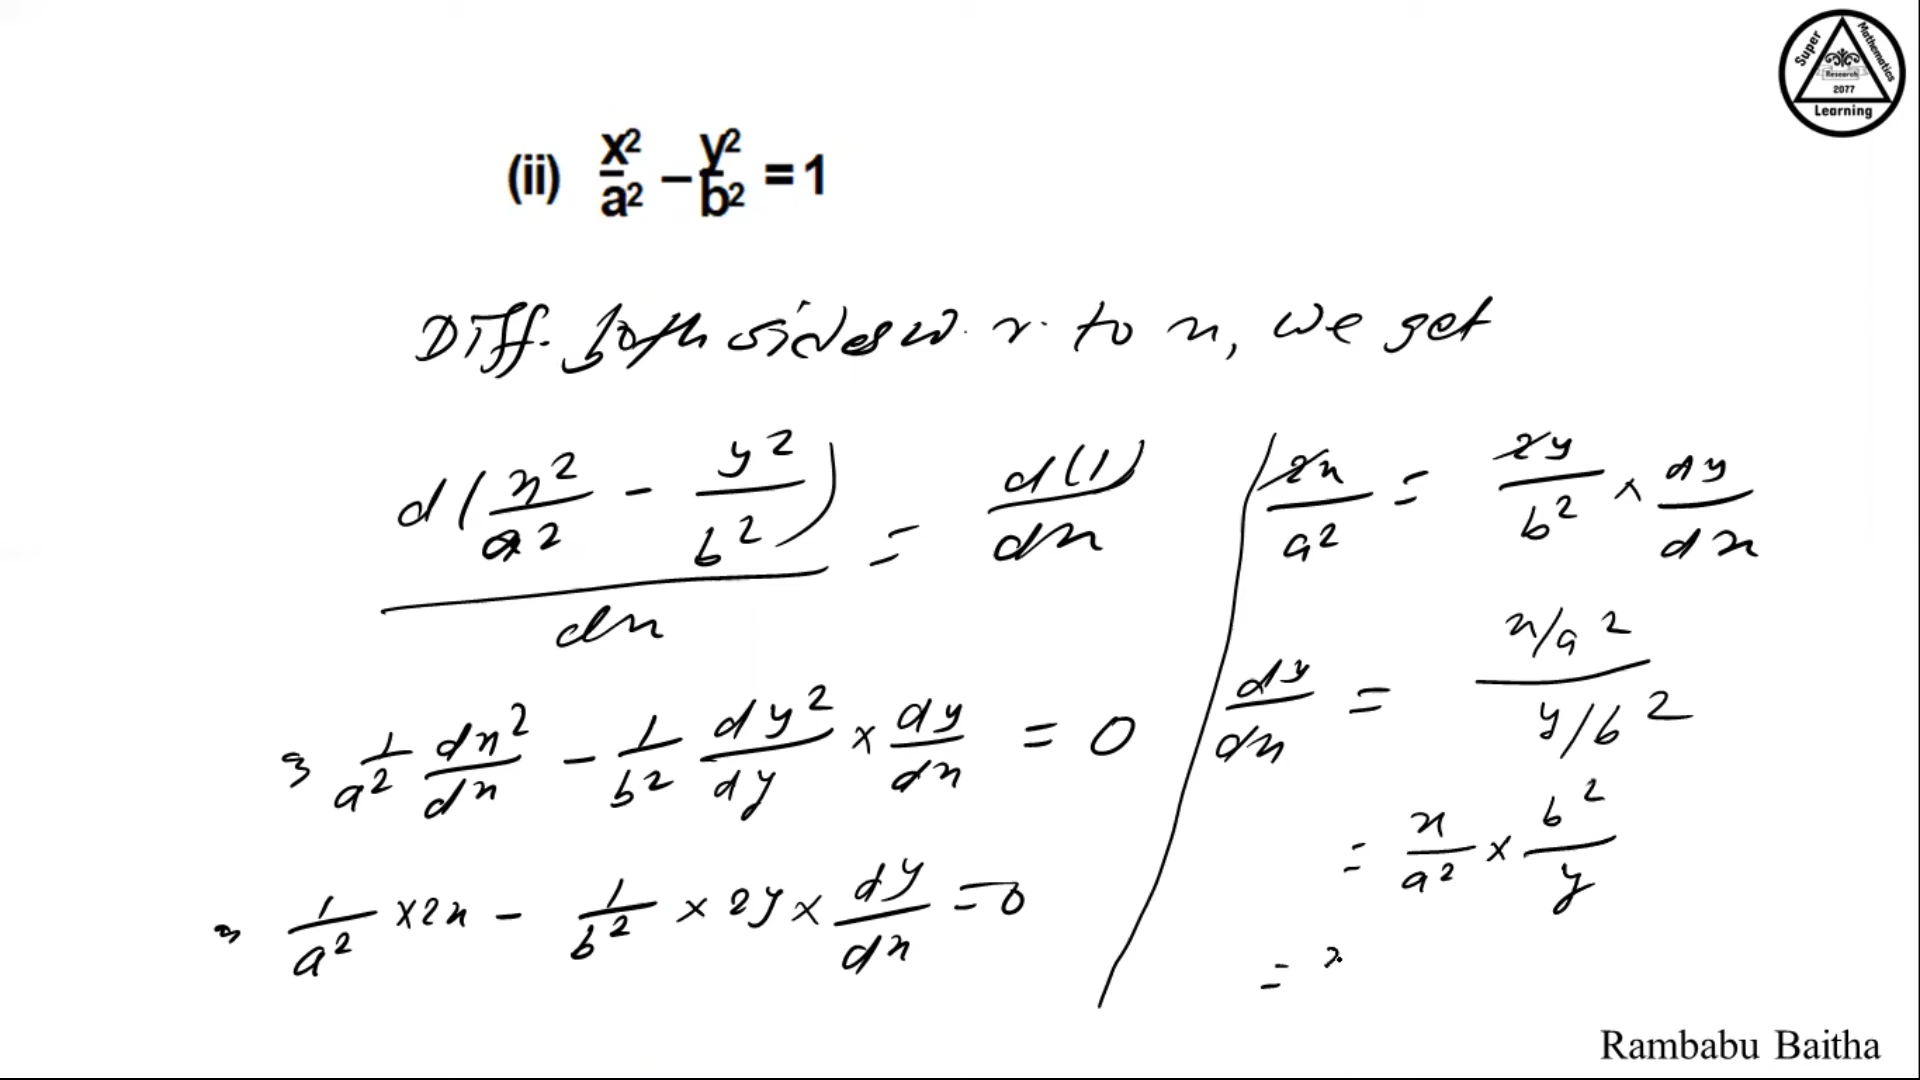 Super Mathematics
Research
2077
Learning
(ii) x²/a² – y²/b² = 1
Diff. both sides w.r. to x, we get
d(x²/a² - y²/b²)/dx = d(1)/dx
⇒ 1/a² dx²/dx - 1/b² dy²/dy × dy/dx = 0
⇒ 1/a² ×2x - 1/b² × 2y × dy/dx = 0
2x/a² = 2y/b² × dy/dx
dy/dx = x/a² / y/b²
= x/a² × b²/y
= x
Rambabu Baitha